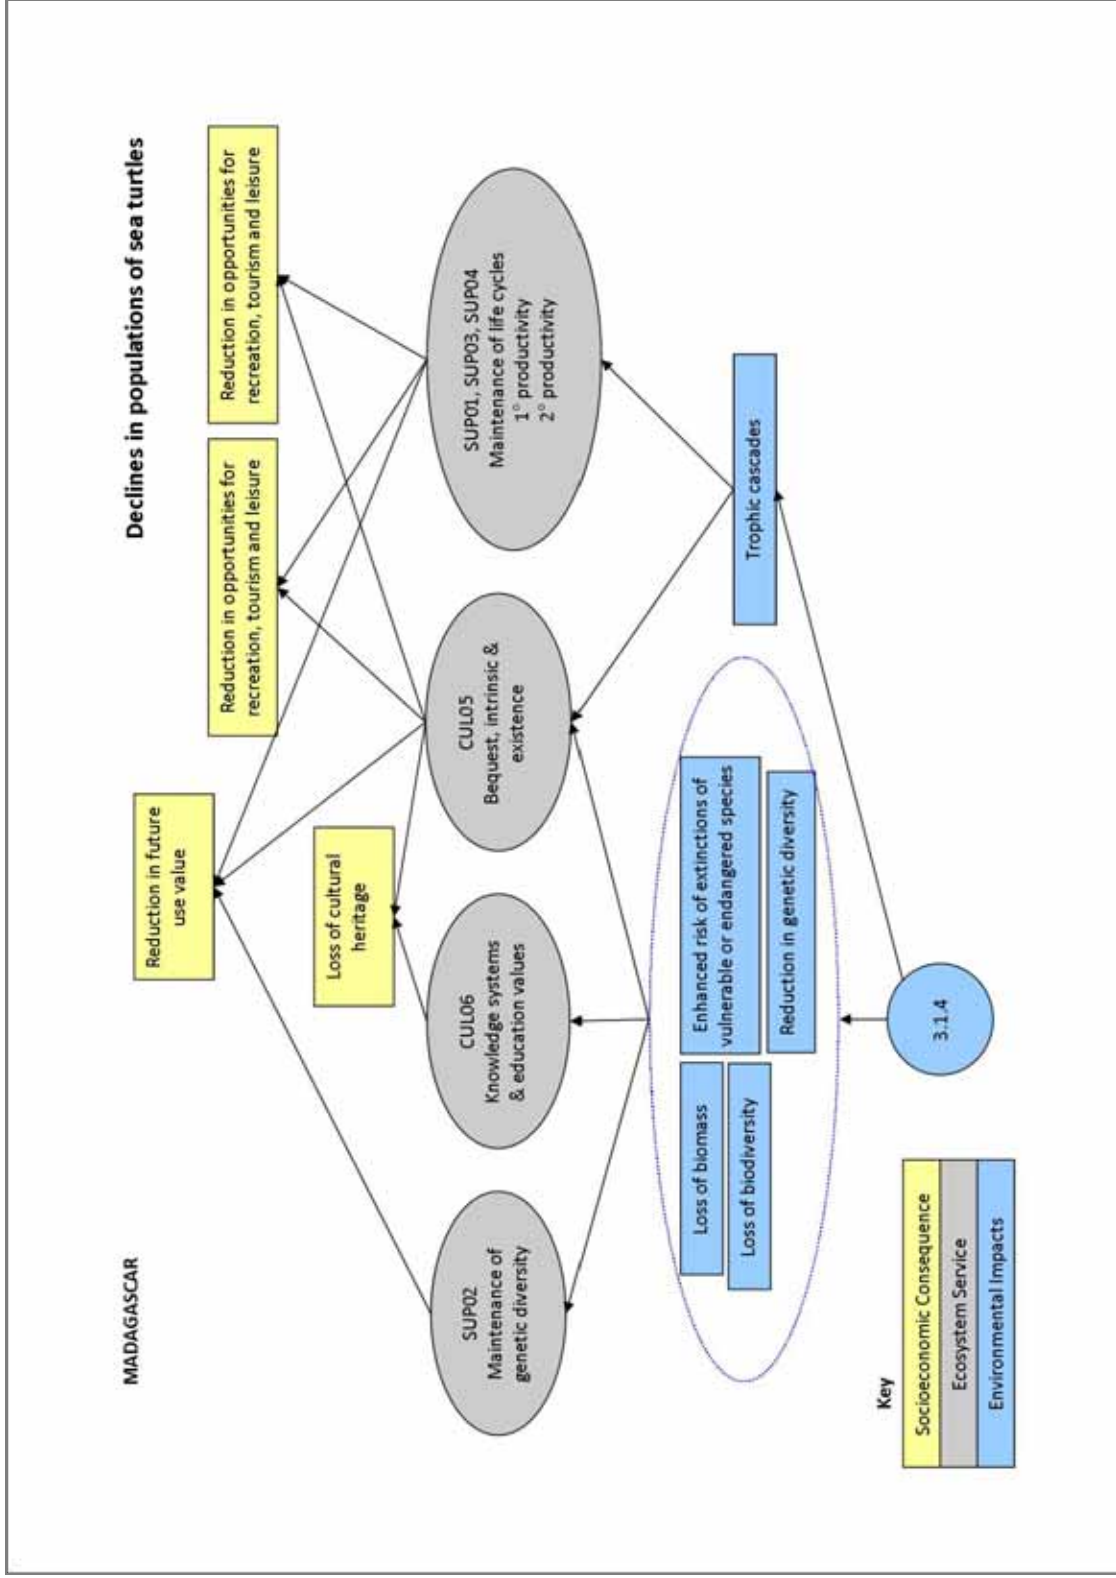 MADAGASCAR
Declines in populations of sea turtles
Reduction in future
use value
Reduction in opportunities for
recreation, tourism and leisure
Reduction in opportunities for
recreation, tourism and leisure
Loss of cultural
heritage
SUP02
Maintenance of
genetic diversity
CUL06
Knowledge systems
& education values
CUL05
Bequest, intrinsic &
existence
SUP01, SUP03, SUP04
Maintenance of life cycles
1° productivity
2° productivity
Loss of biomass
Loss of biodiversity
Enhanced risk of extinctions of
vulnerable or endangered species
Reduction in genetic diversity
Trophic cascades
3.1.4
Key
Socioeconomic Consequence
Ecosystem Service
Environmental Impacts